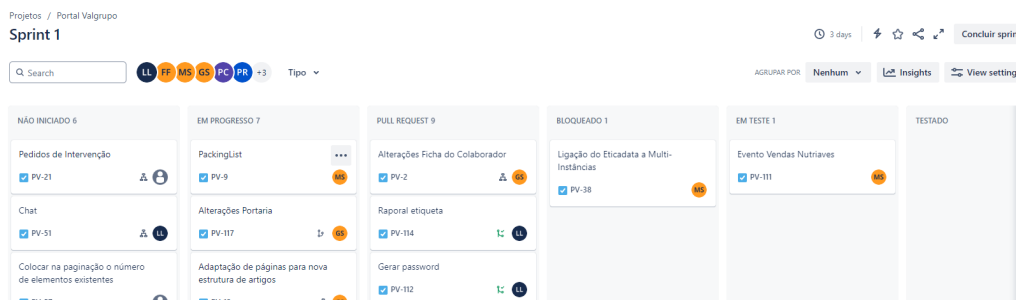 Projetos / Portal Valgrupo
Sprint 1
3 days
Concluir sprin
Search
LL FF MS GS PC PR +3
Tipo
AGRUPAR POR
Nenhum
Insights
View setting
NÃO INICIADO 6
EM PROGRESSO 7
PULL REQUEST 9
BLOQUEADO 1
EM TESTE 1
TESTADO
Pedidos de Intervenção
PV-21
PackingList
PV-9
MS
Alterações Ficha do Colaborador
PV-2
GS
Ligação do Eticadata a Multi-
Instâncias
PV-38
MS
Evento Vendas Nutriaves
PV-111
MS
Chat
PV-51
LL
Alterações Portaria
PV-117
GS
Raporal etiqueta
PV-114
LL
Colocar na paginação o número
de elementos existentes
Adaptação de páginas para nova
estrutura de artigos
Gerar password
PV-112
LL